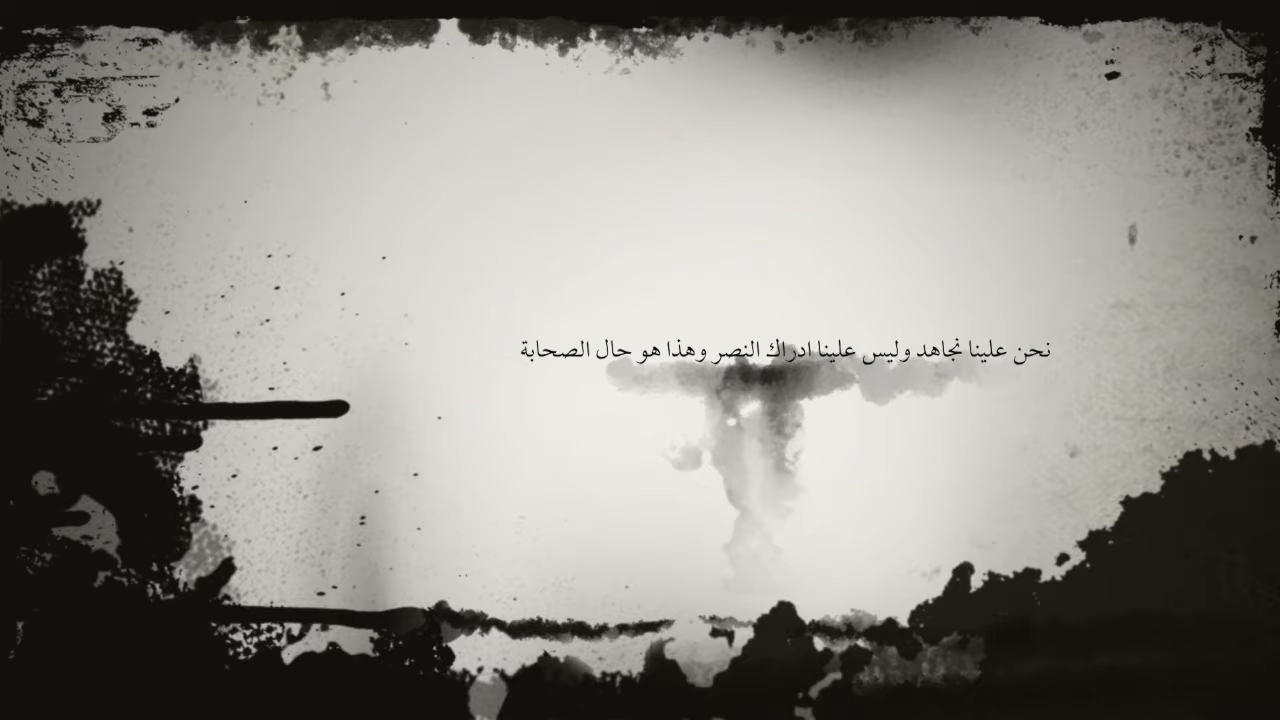 نحن علينا نجاهد وليس علينا ادراك النصر وهذا هو حال الصحابة